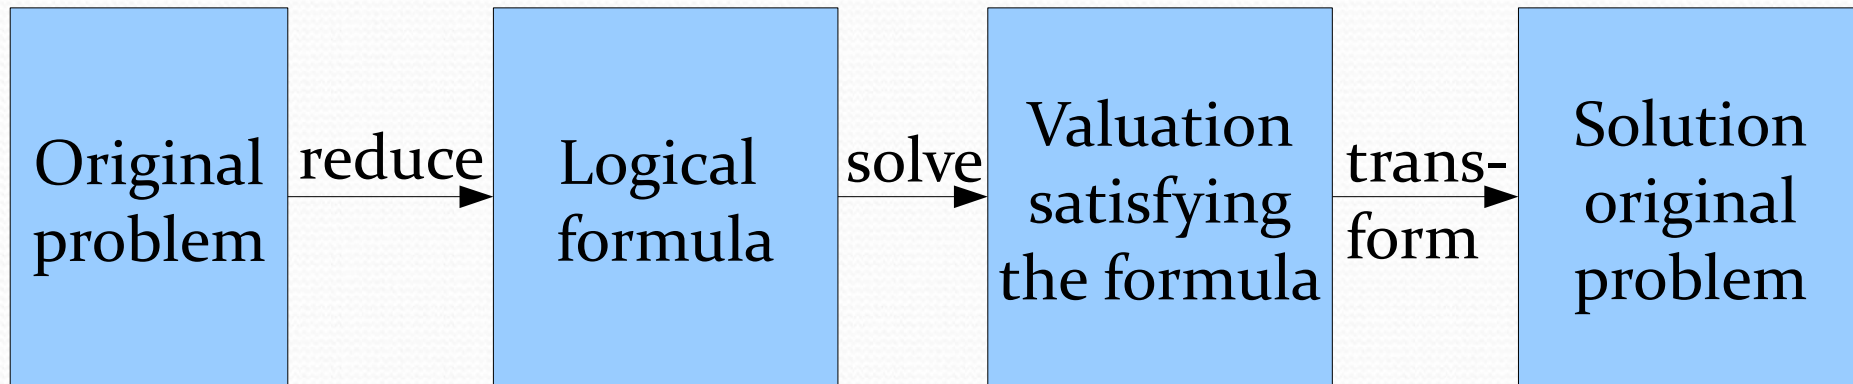 Original
problem
reduce
Logical
formula
solve
Valuation
satisfying
the formula
trans-
form
Solution
original
problem